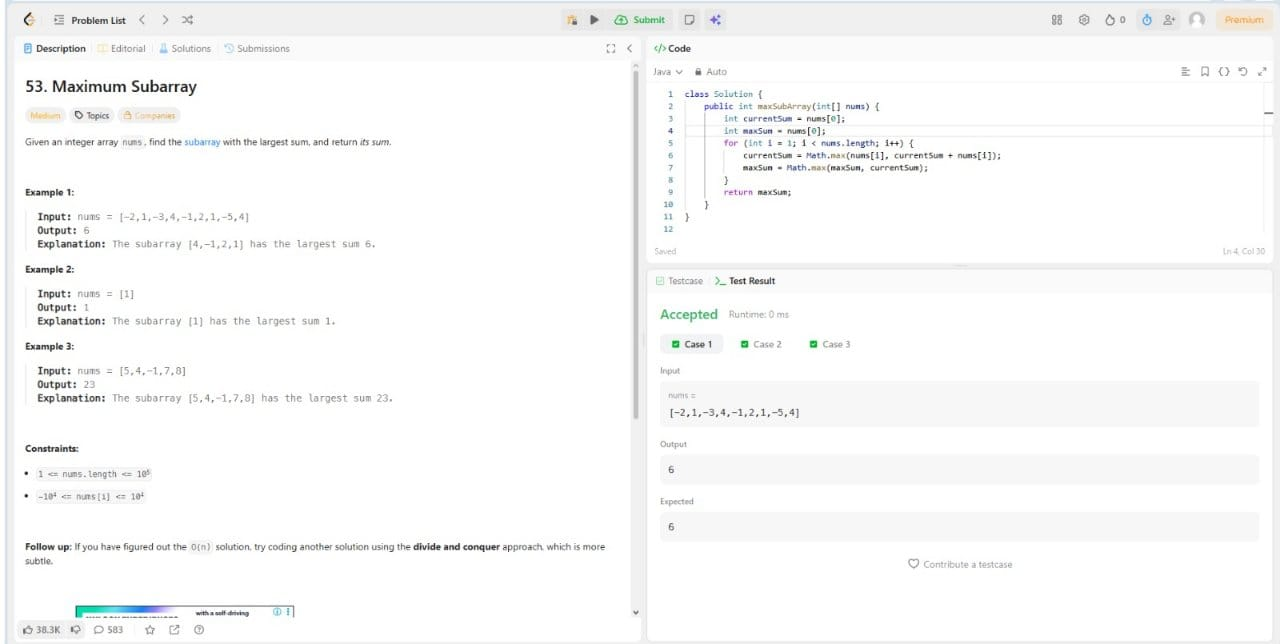 Problem List
Submit
0
Premium
Description
Editorial
Solutions
Submissions
53. Maximum Subarray
Medium
Topics
Companies
Given an integer array nums, find the subarray with the largest sum, and return its sum.
Example 1:
Input: nums = [-2,1,-3,4,-1,2,1,-5,4]
Output: 6
Explanation: The subarray [4,-1,2,1] has the largest sum 6.
Example 2:
Input: nums = [1]
Output: 1
Explanation: The subarray [1] has the largest sum 1.
Example 3:
Input: nums = [5,4,-1,7,8]
Output: 23
Explanation: The subarray [5,4,-1,7,8] has the largest sum 23.
Constraints:
1 <= nums.length <= 10⁵
-10⁴ <= nums[i] <= 10⁴
Follow up: If you have figured out the O(n) solution, try coding another solution using the divide and conquer approach, which is more
subtle.
with a self-driving
38.3K
583
</> Code
Java
Auto
1 class Solution {
2 public int maxSubArray(int[] nums) {
3 int currentSum = nums[0];
4 int maxSum = nums[0];
5 for (int i = 1; i < nums.length; i++) {
6 currentSum = Math.max(nums[i], currentSum + nums[i]);
7 maxSum = Math.max(maxSum, currentSum);
8 }
9 return maxSum;
10 }
11 }
12
Saved
Ln 4, Col 30
Testcase
>_ Test Result
Accepted
Runtime: 0 ms
Case 1
Case 2
Case 3
Input
nums =
[-2,1,-3,4,-1,2,1,-5,4]
Output
6
Expected
6
Contribute a testcase